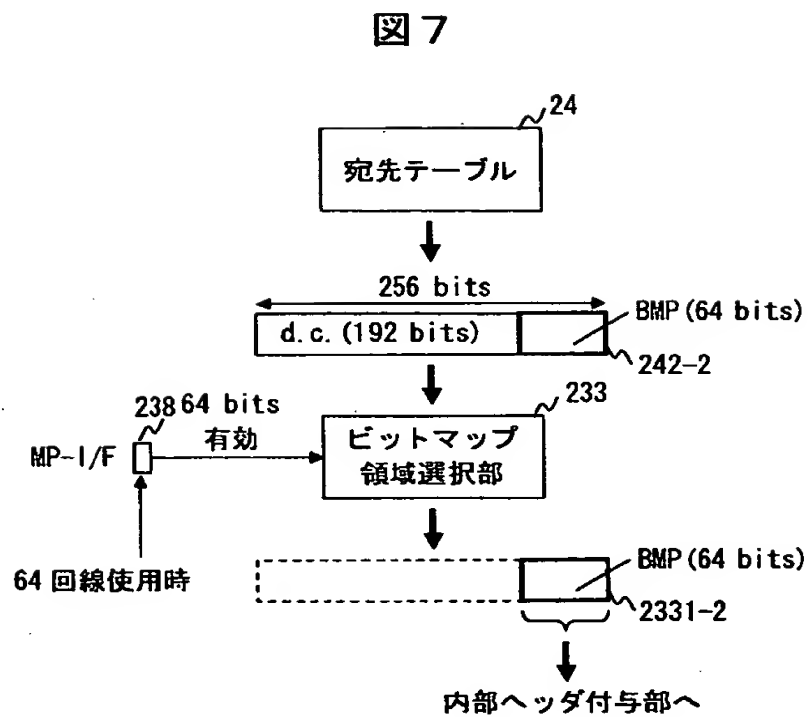 図7
24
宛先テーブル
256 bits
d.c.(192 bits)
BMP(64 bits)
242-2
233
238 64 bits
MP-I/F
有効
ビットマップ
領域選択部
64回線使用時
BMP(64 bits)
2331-2
内部ヘッダ付与部へ